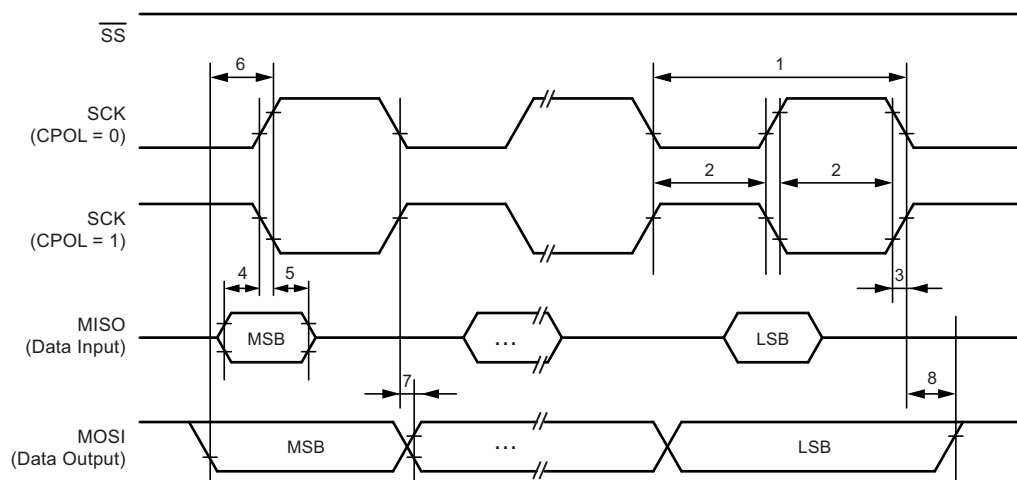 SS
6
1
SCK
(CPOL = 0)
2
2
SCK
(CPOL = 1)
4
5
3
MISO
(Data Input)
MSB
...
LSB
7
8
MOSI
(Data Output)
MSB
...
LSB